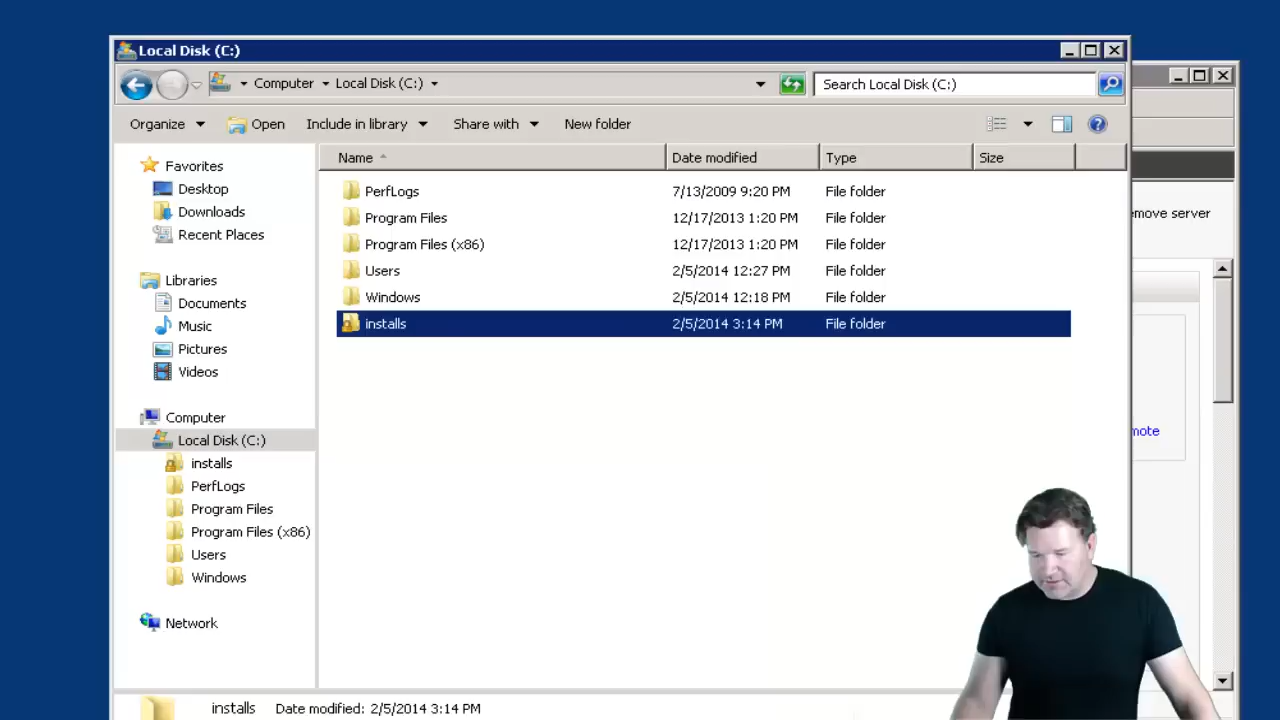 Local Disk (C:)
Computer Local Disk (C:) Search Local Disk (C:)
Organize Open Include in library Share with New folder
Name Date modified Type Size
PerfLogs 7/13/2009 9:20 PM File folder
Program Files 12/17/2013 1:20 PM File folder
Program Files (x86) 12/17/2013 1:20 PM File folder
Users 2/5/2014 12:27 PM File folder
Windows 2/5/2014 12:18 PM File folder
installs 2/5/2014 3:14 PM File folder
Favorites
Desktop
Downloads
Recent Places
Libraries
Documents
Music
Pictures
Videos
Computer
Local Disk (C:)
installs
PerfLogs
Program Files
Program Files (x86)
Users
Windows
Network
installs Date modified: 2/5/2014 3:14 PM
emove server
mote